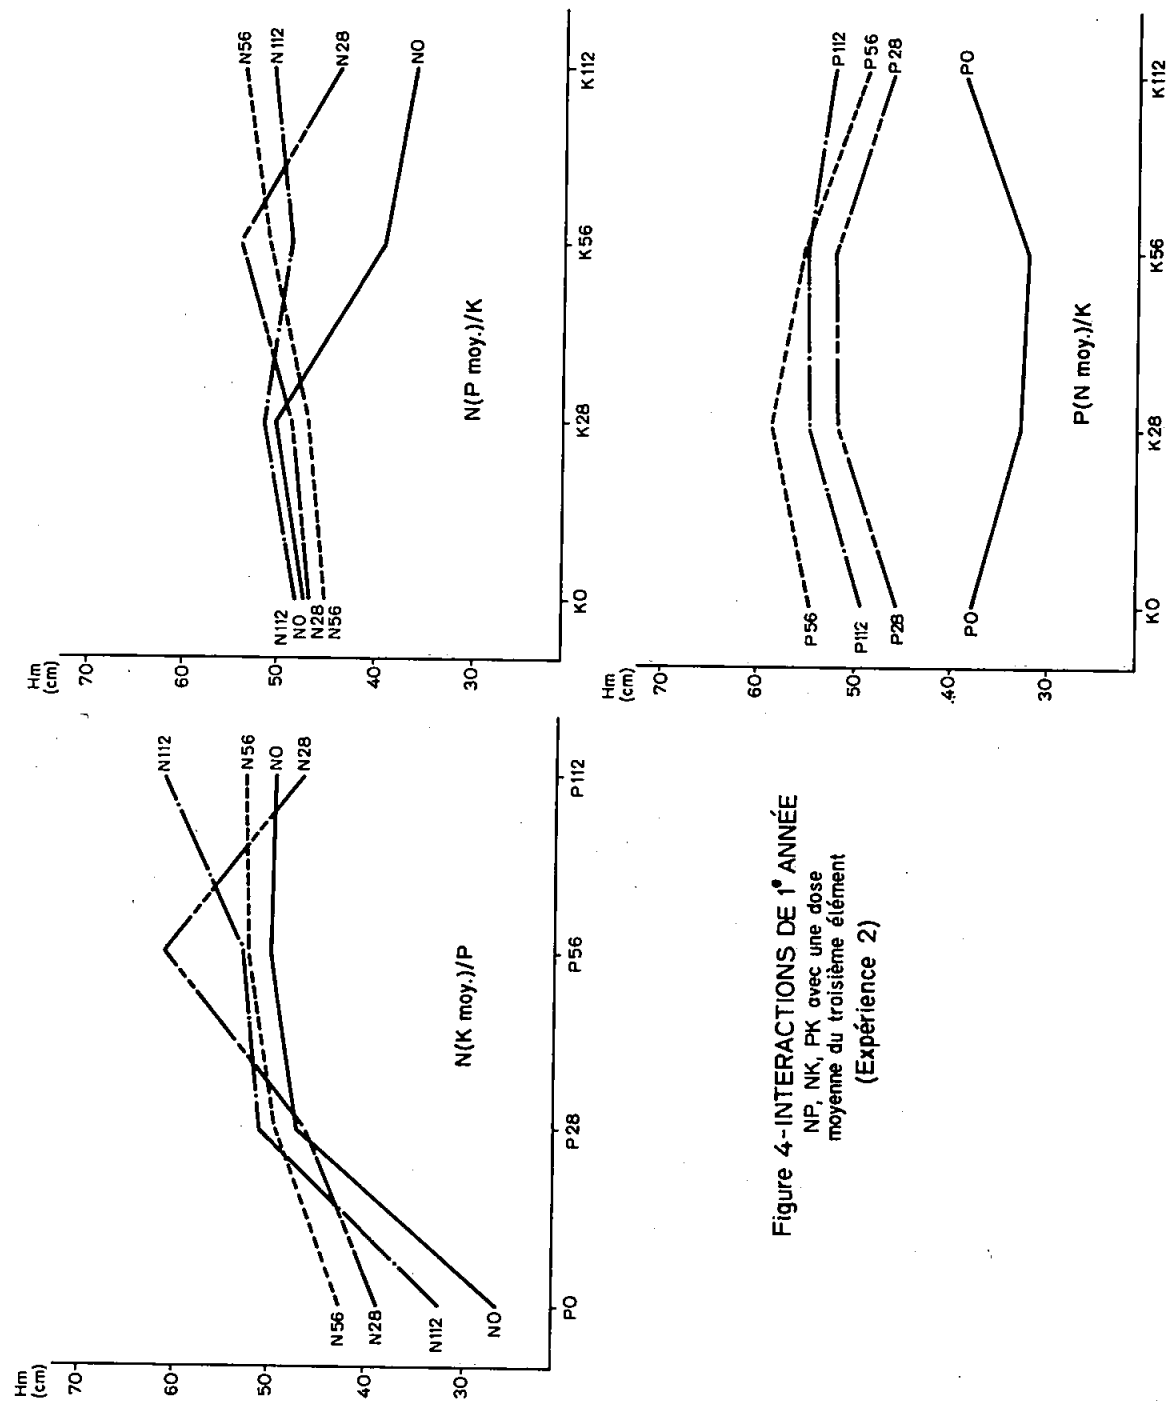 Hm
(cm)
70
60
50
40
30
N56
N28
N112
NO
N112
N56
NO
N28
N(K moy.)/P
PO
P28
P56
P112
Hm
(cm)
70
60
50
40
N112
NO
N28
N56
N56
N112
N28
NO
N(P moy.)/K
KO
K28
K56
K112
Hm
(cm)
70
60
50
40
30
P56
P112
P28
PO
P112
P56
P28
PO
P(N moy.)/K
KO
K28
K56
K112
Figure 4-INTERACTIONS DE 1e ANNÉE
NP, NK, PK avec une dose
moyenne du troisième élément
(Expérience 2)